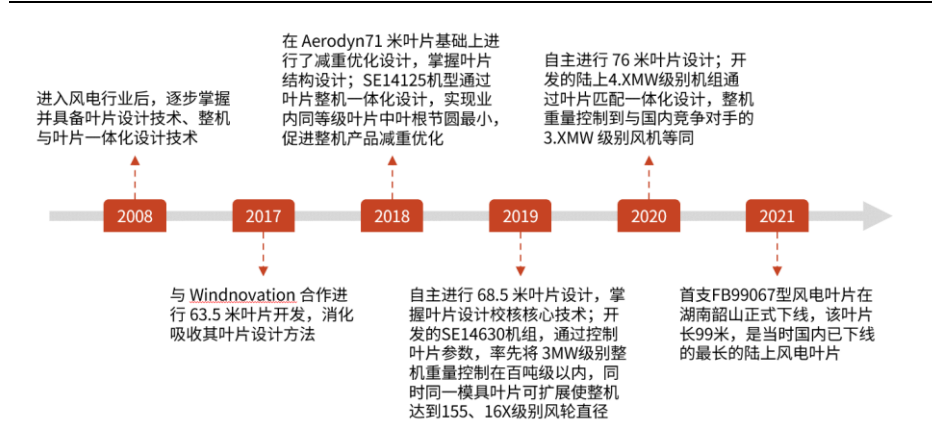 在 Aerodyn71 米叶片基础上进
行了减重优化设计，掌握叶片
结构设计；SE14125机型通过
叶片整机一体化设计，实现业
内同等级叶片中叶根节圆最小，
促进整机产品减重优化
自主进行 76 米叶片设计；开
发的陆上4.XMW级别机组通
过叶片匹配一体化设计，整机
重量控制到与国内竞争对手的
3.XMW 级别风机等同
进入风电行业后，逐步掌握
并具备叶片设计技术、整机
与叶片一体化设计技术
2008
2017
2018
2019
2020
2021
与 Windnovation 合作进
行 63.5 米叶片开发，消化
吸收其叶片设计方法
自主进行 68.5 米叶片设计，掌
握叶片设计校核核心技术；开
发的SE14630机组，通过控制
叶片参数，率先将 3MW级别整
机重量控制在百吨级以内，同
时同一模具叶片可扩展使整机
达到155、16X级别风轮直径
首支FB99067型风电叶片在
湖南韶山正式下线，该叶片
长99米，是当时国内已下线
的最长的陆上风电叶片